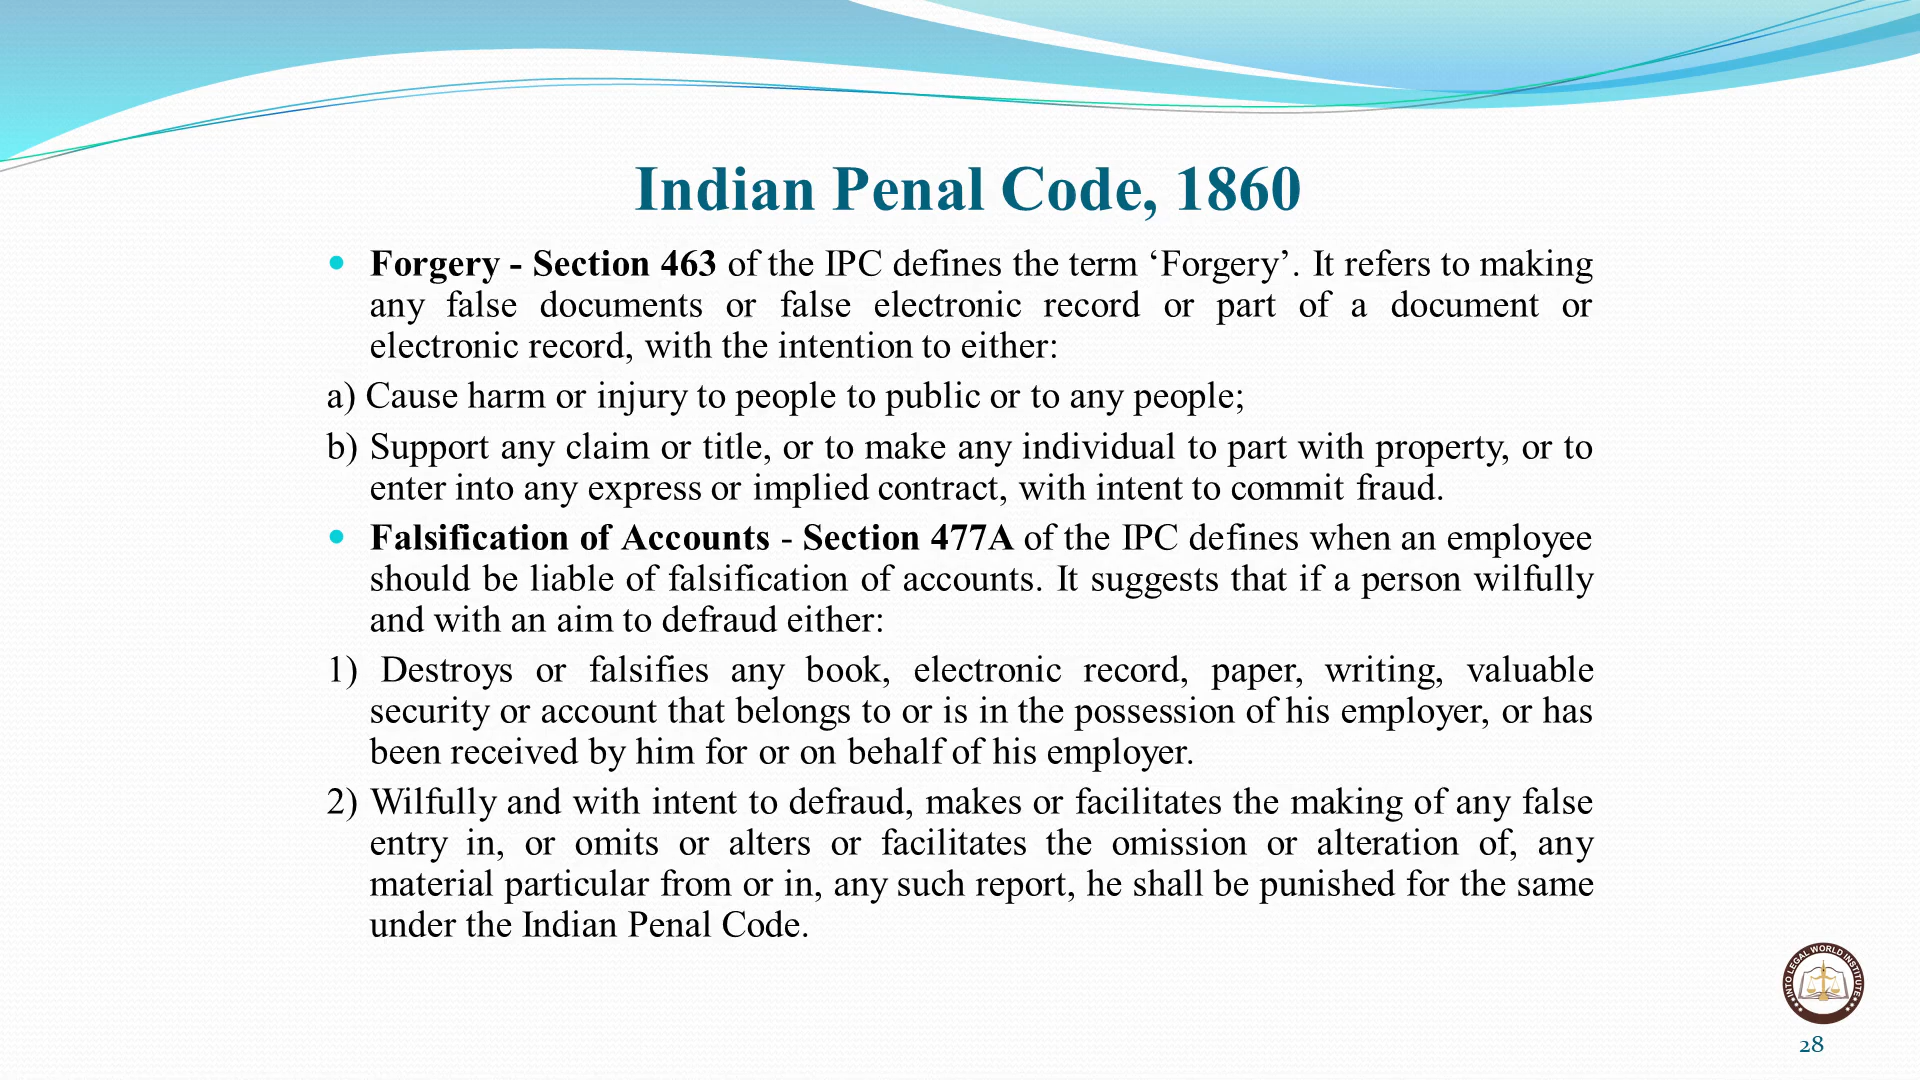 Indian Penal Code, 1860
• Forgery - Section 463 of the IPC defines the term ‘Forgery’. It refers to making
any false documents or false electronic record or part of a document or
electronic record, with the intention to either:
a) Cause harm or injury to people to public or to any people;
b) Support any claim or title, or to make any individual to part with property, or to
enter into any express or implied contract, with intent to commit fraud.
• Falsification of Accounts - Section 477A of the IPC defines when an employee
should be liable of falsification of accounts. It suggests that if a person wilfully
and with an aim to defraud either:
1) Destroys or falsifies any book, electronic record, paper, writing, valuable
security or account that belongs to or is in the possession of his employer, or has
been received by him for or on behalf of his employer.
2) Wilfully and with intent to defraud, makes or facilitates the making of any false
entry in, or omits or alters or facilitates the omission or alteration of, any
material particular from or in, any such report, he shall be punished for the same
under the Indian Penal Code.
INTO LEGAL WORLD INSTITUTE
28